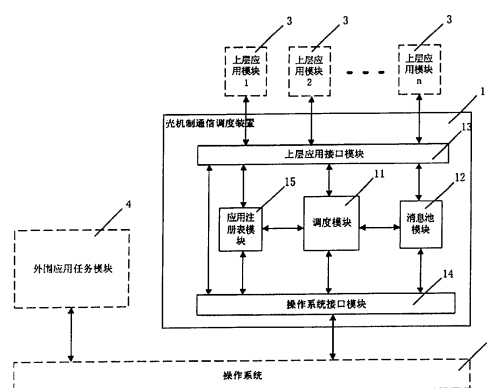 3
3
3
上层应用模块1
上层应用模块2
上层应用模块n
1
光机制通信调度装置
上层应用接口模块
13
15
11
12
应用注册表模块
调度模块
消息池模块
4
外围应用任务模块
操作系统接口模块
14
操作系统